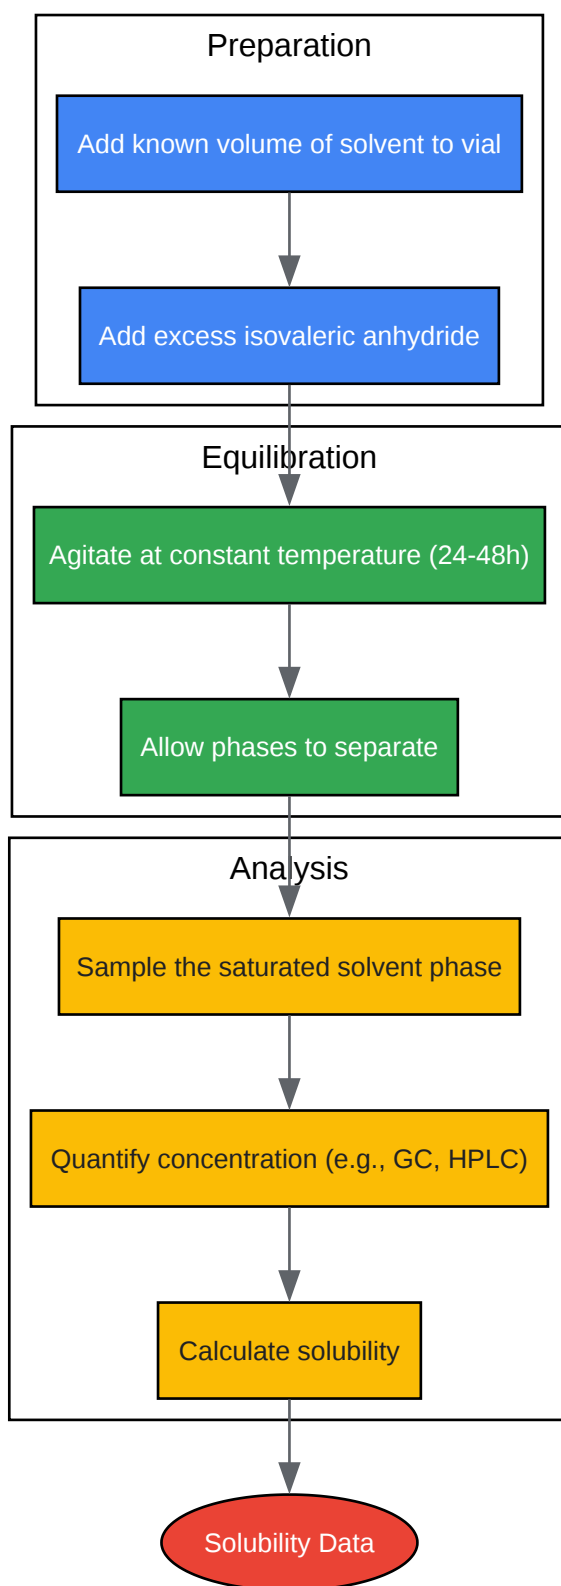 Preparation
Add known volume of solvent to vial
Add excess isovaleric anhydride
Equilibration
Agitate at constant temperature (24-48h)
Allow phases to separate
Analysis
Sample the saturated solvent phase
Quantify concentration (e.g., GC, HPLC)
Calculate solubility
Solubility Data